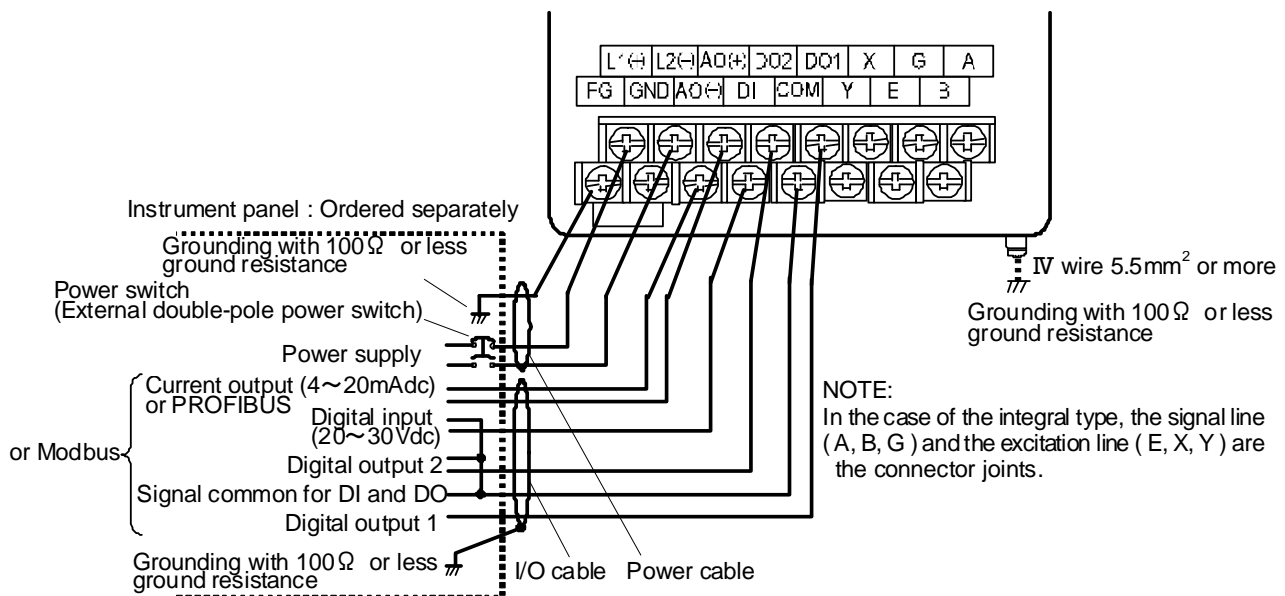 L1(+) L2(-) AO(+) DO2 DO1 X G A
FG GND AO(-) DI COM Y E B
Instrument panel : Ordered separately
Grounding with 100Ω or less
ground resistance
Power switch
(External double-pole power switch)
Power supply
Current output (4~20mAdc)
or PROFIBUS
Digital input
(20~30Vdc)
or Modbus
Digital output 2
Signal common for DI and DO
Digital output 1
Grounding with 100Ω or less
ground resistance
I/O cable Power cable
IV wire 5.5mm² or more
Grounding with 100Ω or less
ground resistance
NOTE:
In the case of the integral type, the signal line
( A, B, G ) and the excitation line ( E, X, Y ) are
the connector joints.